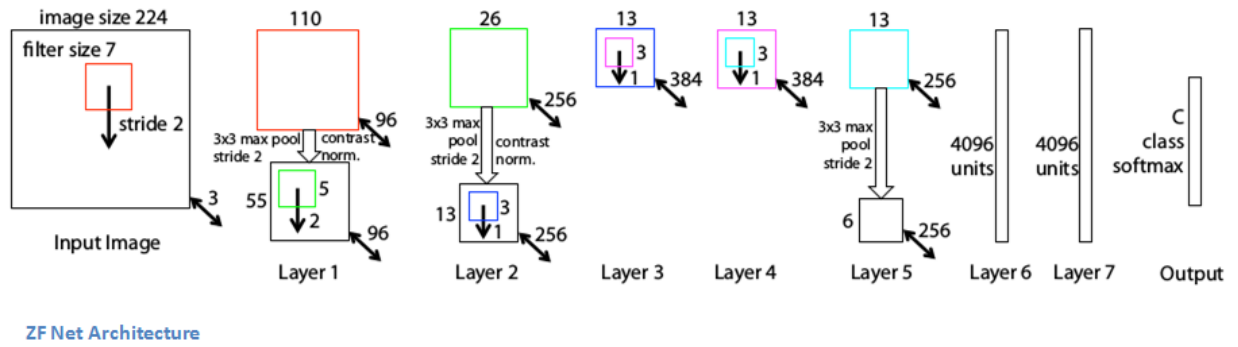 image size 224
filter size 7
stride 2
3
Input Image
110
96
3x3 max pool
stride 2
contrast
norm.
55
5
2
96
Layer 1
26
256
3x3 max
pool
stride 2
contrast
norm.
13
3
1
256
Layer 2
13
3
1
384
Layer 3
13
3
1
384
Layer 4
13
256
3x3 max
pool
stride 2
6
256
Layer 5
4096
units
Layer 6
4096
units
Layer 7
C
class
softmax
Output
ZF Net Architecture